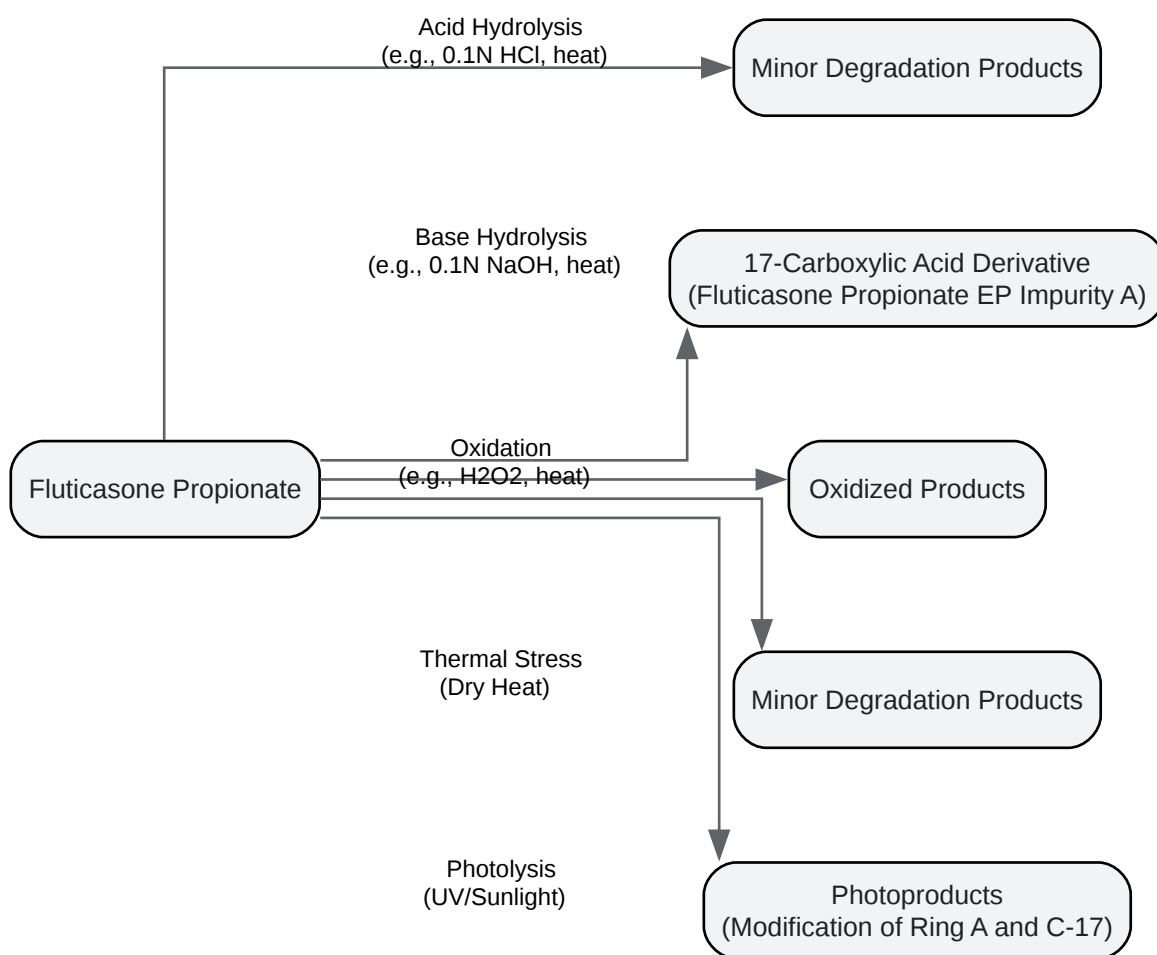 Acid Hydrolysis
(e.g., 0.1N HCl, heat)
Minor Degradation Products
Base Hydrolysis
(e.g., 0.1N NaOH, heat)
17-Carboxylic Acid Derivative
(Fluticasone Propionate EP Impurity A)
Fluticasone Propionate
Oxidation
(e.g., H2O2, heat)
Oxidized Products
Thermal Stress
(Dry Heat)
Minor Degradation Products
Photolysis
(UV/Sunlight)
Photoproducts
(Modification of Ring A and C-17)